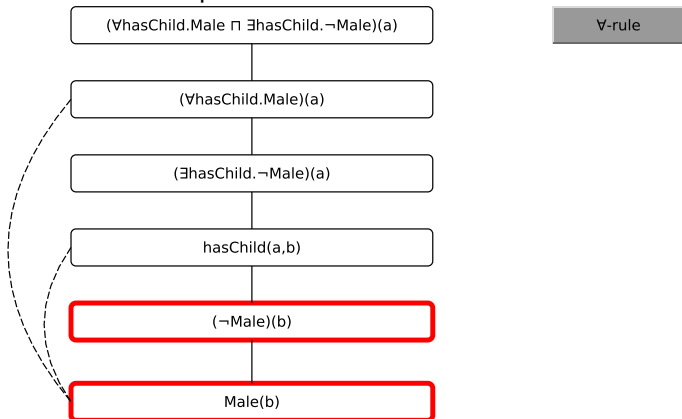 (∀hasChild.Male ⊓ ∃hasChild.¬Male)(a)
∀-rule
(∀hasChild.Male)(a)
(∃hasChild.¬Male)(a)
hasChild(a,b)
(¬Male)(b)
Male(b)